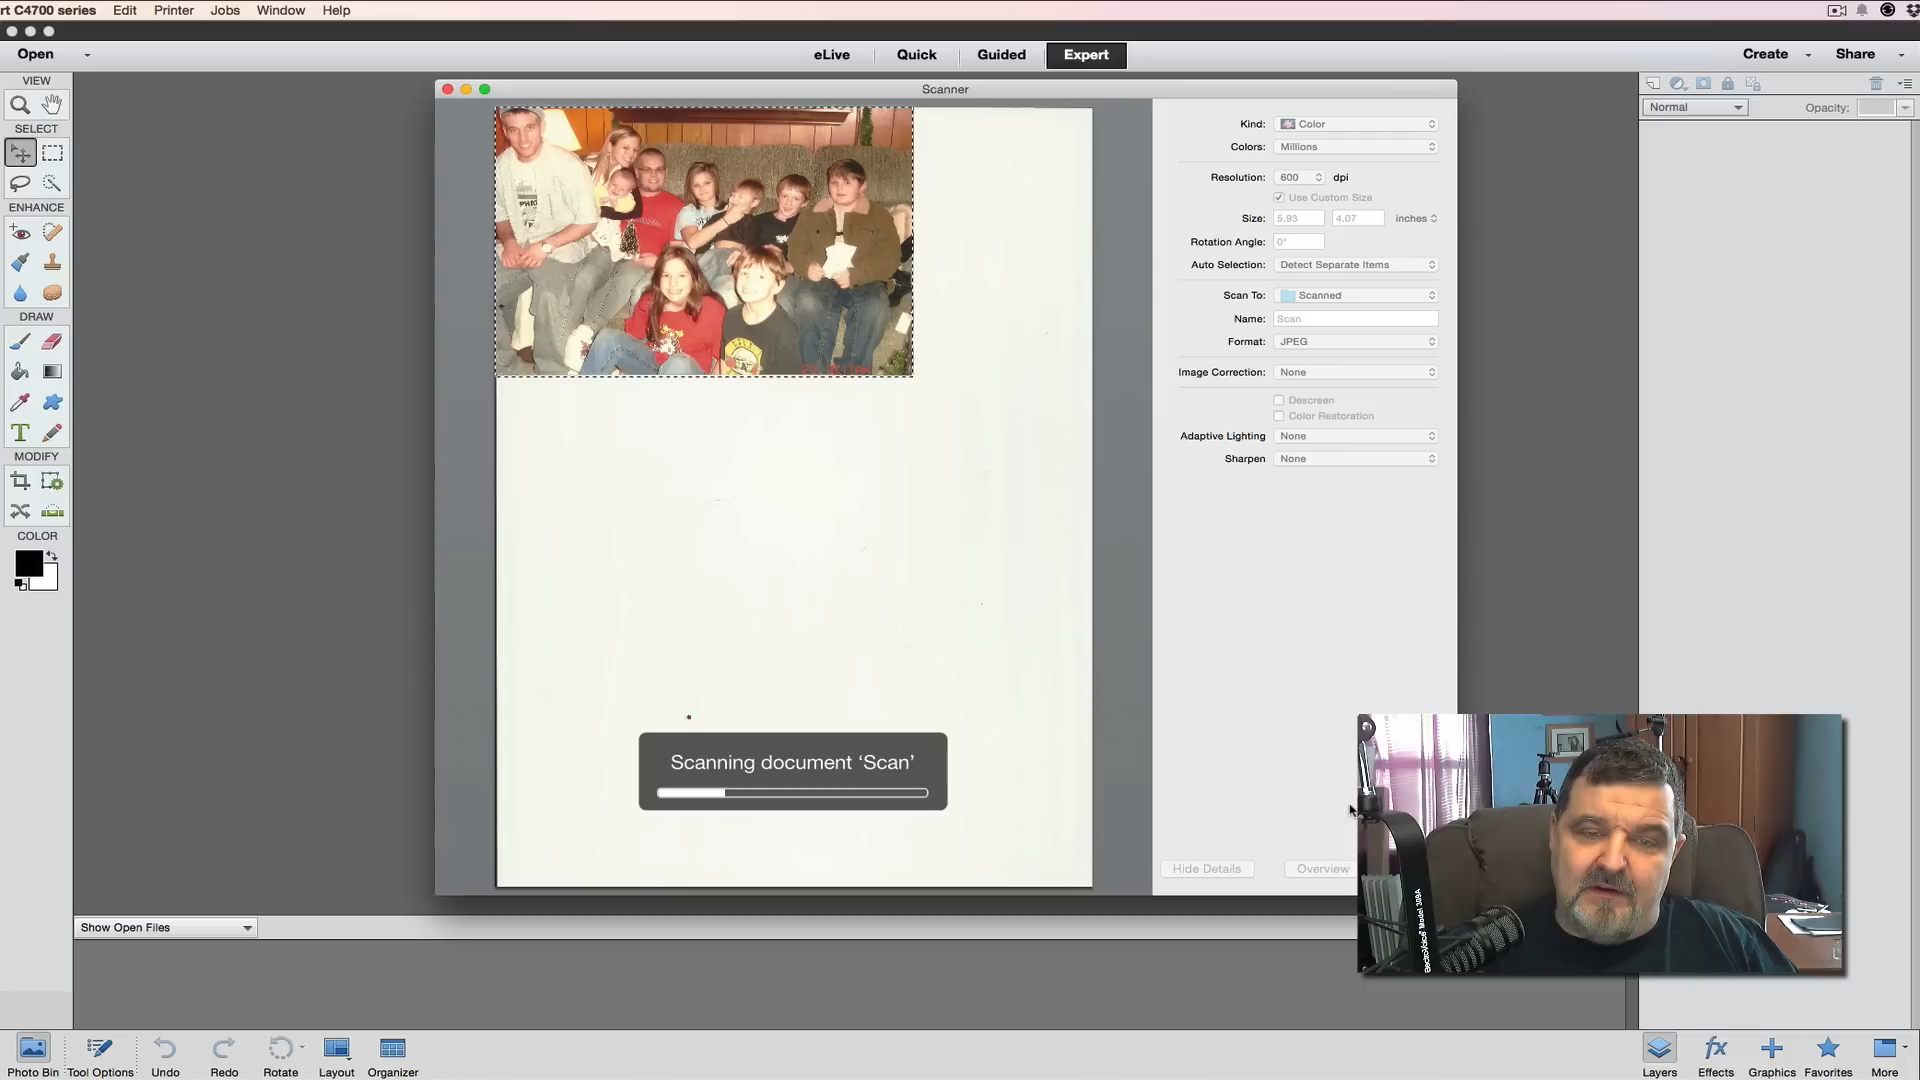 rt C4700 series Edit Printer Jobs Window Help
Open eLive Quick Guided Expert Create Share
VIEW
SELECT
ENHANCE
DRAW
MODIFY
COLOR
Scanner
Kind: Color
Colors: Millions
Resolution: 600 dpi
Use Custom Size
Size: 5.93 4.07 inches
Rotation Angle: 0°
Auto Selection: Detect Separate Items
Scan To: Scanned
Name: Scan
Format: JPEG
Image Correction: None
Descreen
Color Restoration
Adaptive Lighting None
Sharpen None
Scanning document ‘Scan’
Hide Details Overview
Normal Opacity:
ElectroVoice Model 309A
Show Open Files
Photo Bin Tool Options Undo Redo Rotate Layout Organizer
Layers Effects Graphics Favorites More